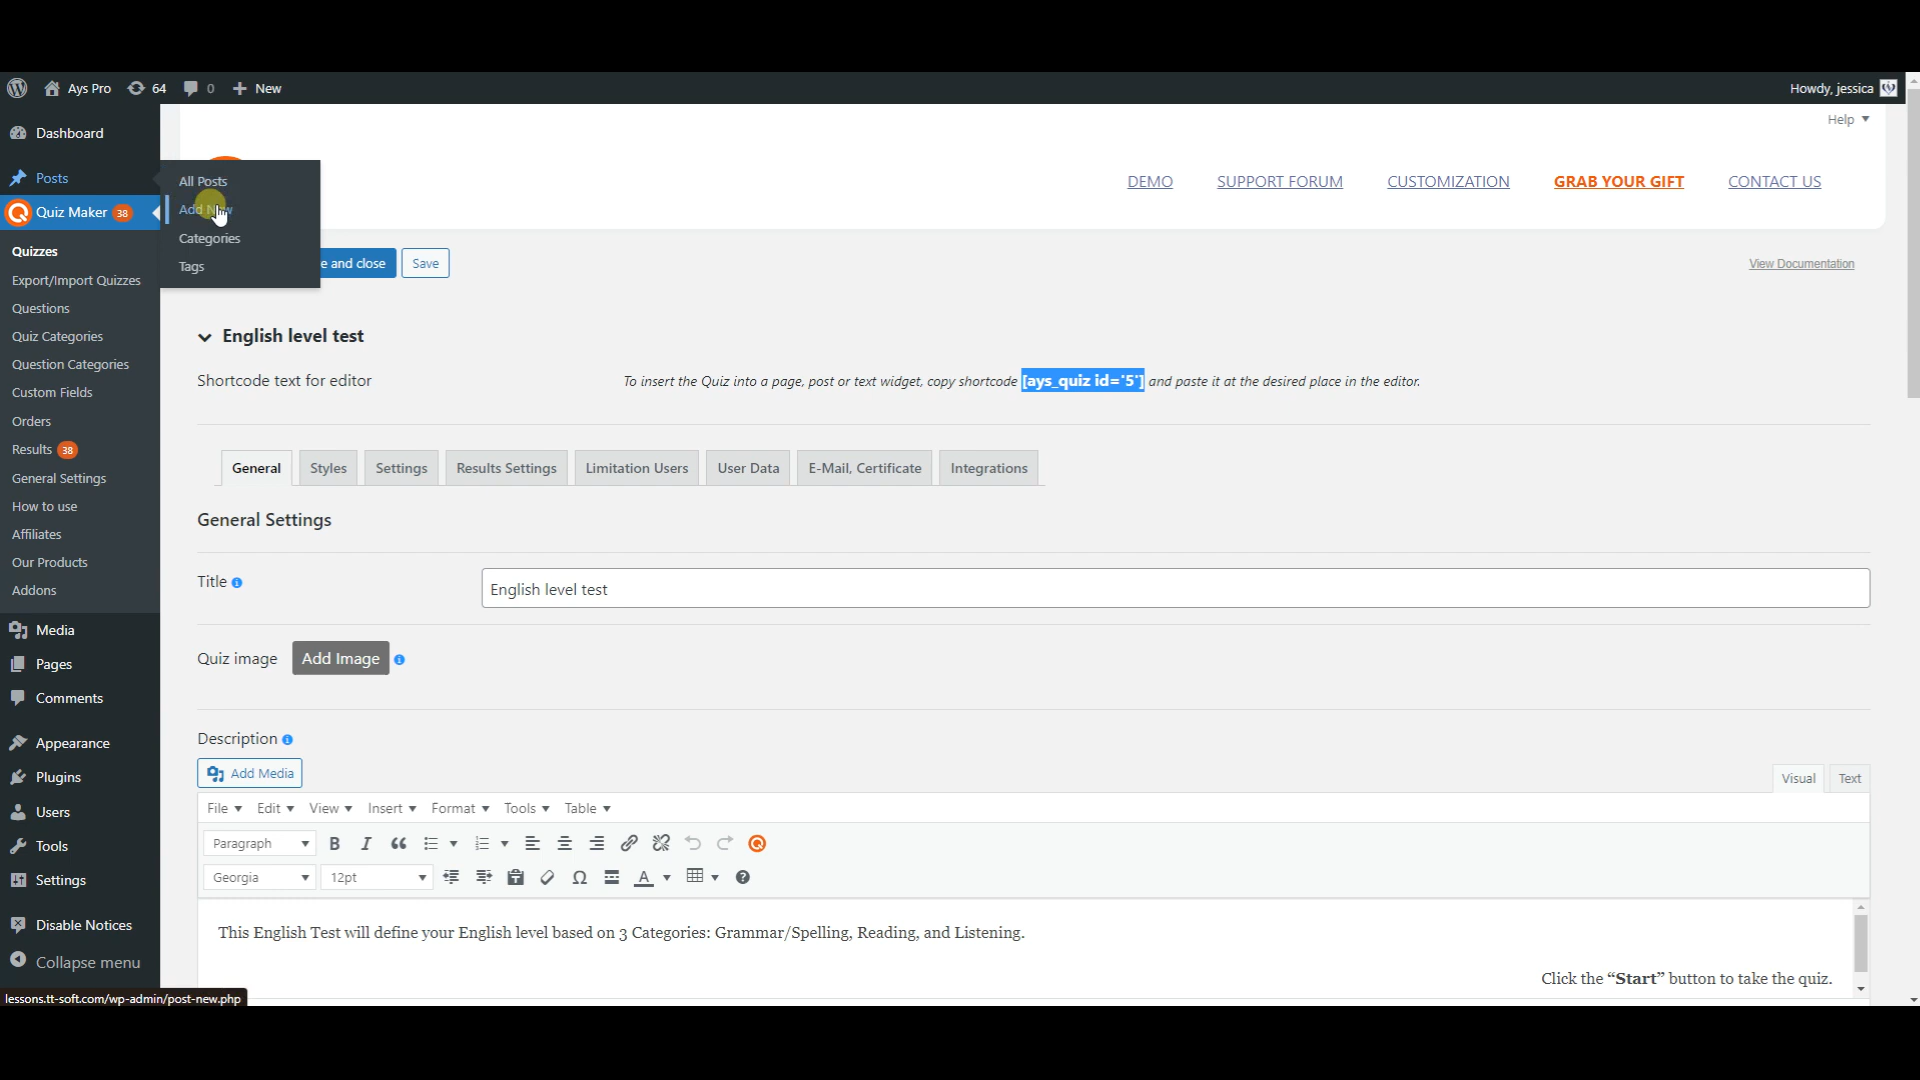 Ays Pro 64 0 New Howdy, jessica
Help
Dashboard
Posts
Quiz Maker 38
Quizzes
Export/Import Quizzes
Questions
Quiz Categories
Question Categories
Custom Fields
Orders
Results 38
General Settings
How to use
Affiliates
Our Products
Addons
Media
Pages
Comments
Appearance
Plugins
Users
Tools
Settings
Disable Notices
Collapse menu
lessons.tt-soft.com/wp-admin/post-new.php
All Posts
Add New
Categories
Tags
DEMO SUPPORT FORUM CUSTOMIZATION GRAB YOUR GIFT CONTACT US
and close Save View Documentation
English level test
Shortcode text for editor To insert the Quiz into a page, post or text widget, copy shortcode [ays_quiz id='5'] and paste it at the desired place in the editor.
General Styles Settings Results Settings Limitation Users User Data E-Mail, Certificate Integrations
General Settings
Title English level test
Quiz image Add Image
Description
Add Media Visual Text
File Edit View Insert Format Tools Table
Paragraph B I
Georgia 12pt Ω A
This English Test will define your English level based on 3 Categories: Grammar/Spelling, Reading, and Listening.
Click the “Start” button to take the quiz.